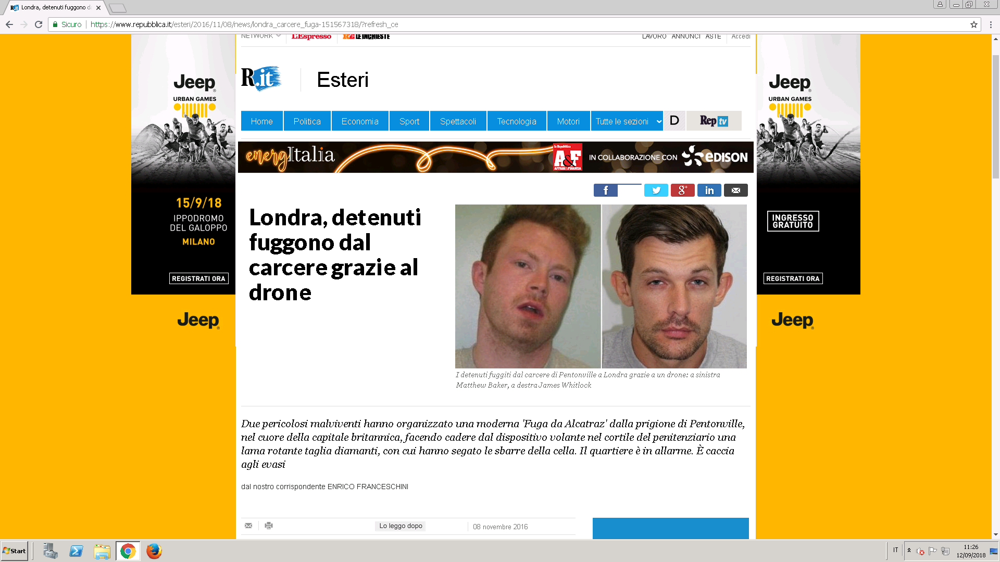 Londra, detenuti fuggono da
Sicuro
https://www.repubblica.it/esteri/2016/11/08/news/londra_carcere_fuga-151567318/?refresh_ce
NETWORK
L'Espresso
RE LE INCHIESTE
LAVORO ANNUNCI ASTE Accedi
R.it
Esteri
Home Politica Economia Sport Spettacoli Tecnologia Motori Tutte le sezioni D Rep tv
energItalia
la Repubblica
A&F
AFFARI&FINANZA
IN COLLABORAZIONE CON EDISON
f g+ in
Londra, detenuti
fuggono dal
carcere grazie al
drone
I detenuti fuggiti dal carcere di Pentonville a Londra grazie a un drone: a sinistra
Matthew Baker, a destra James Whitlock
Due pericolosi malviventi hanno organizzato una moderna 'Fuga da Alcatraz' dalla prigione di Pentonville,
nel cuore della capitale britannica, facendo cadere dal dispositivo volante nel cortile del penitenziario una
lama rotante taglia diamanti, con cui hanno segato le sbarre della cella. Il quartiere è in allarme. È caccia
agli evasi
dal nostro corrispondente ENRICO FRANCESCHINI
Lo leggo dopo
08 novembre 2016
Jeep®
URBAN GAMES
15/9/18
IPPODROMO
DEL GALOPPO
MILANO
REGISTRATI ORA
Jeep®
Jeep®
URBAN GAMES
INGRESSO
GRATUITO
REGISTRATI ORA
Jeep®
Start
IT
11:26
12/09/2018